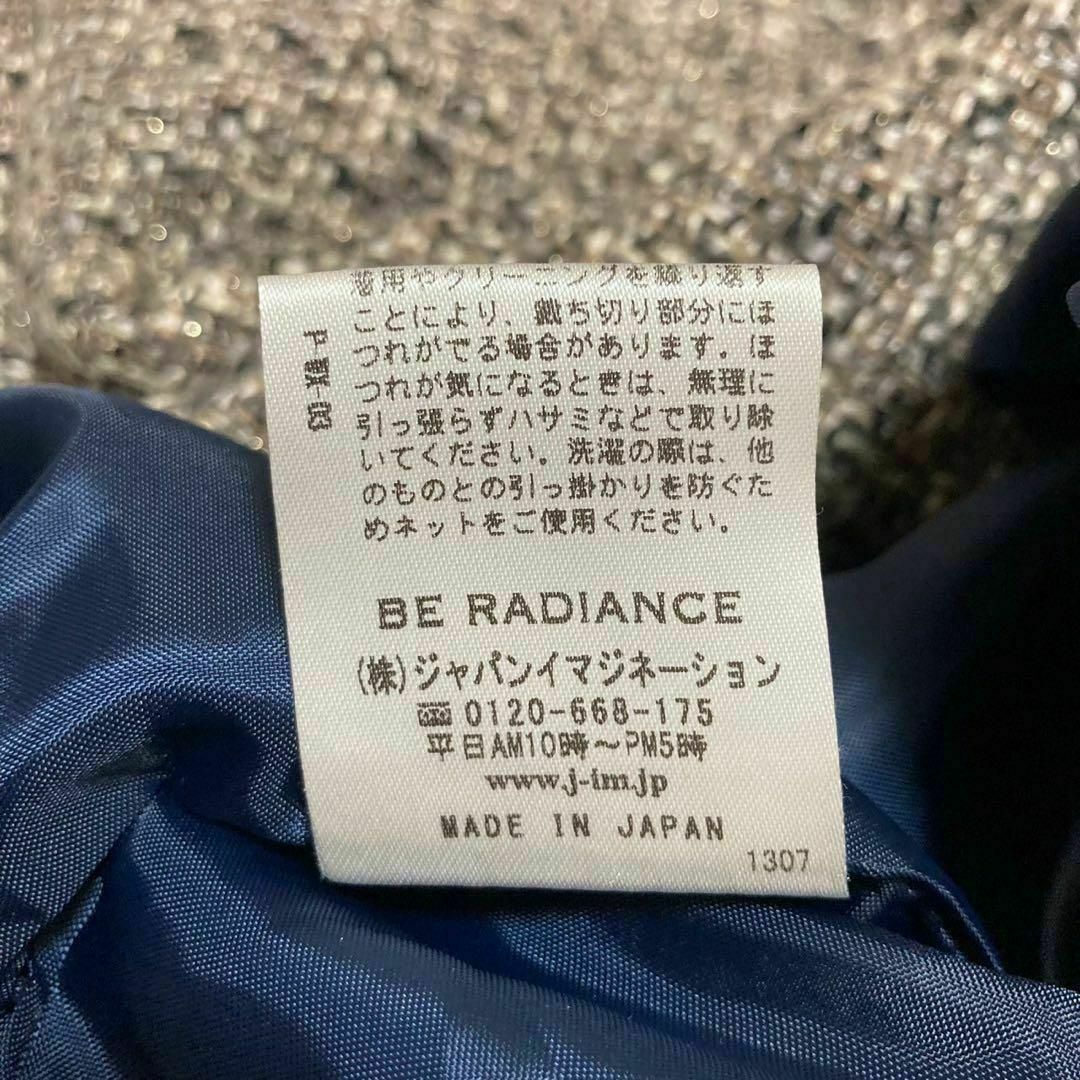 着用やクリーニングを繰り返す
ことにより、裁ち切り部分にほ
つれがでる場合があります。ほ
つれが気になるときは、無理に
引っ張らずハサミなどで取り除
いてください。洗濯の際は、他
のものとの引っ掛かりを防ぐた
めネットをご使用ください。
BE RADIANCE
(株)ジャパンイマジネーション
0120-668-175
平日AM10時~PM5時
www.j-im.jp
MADE IN JAPAN
1307